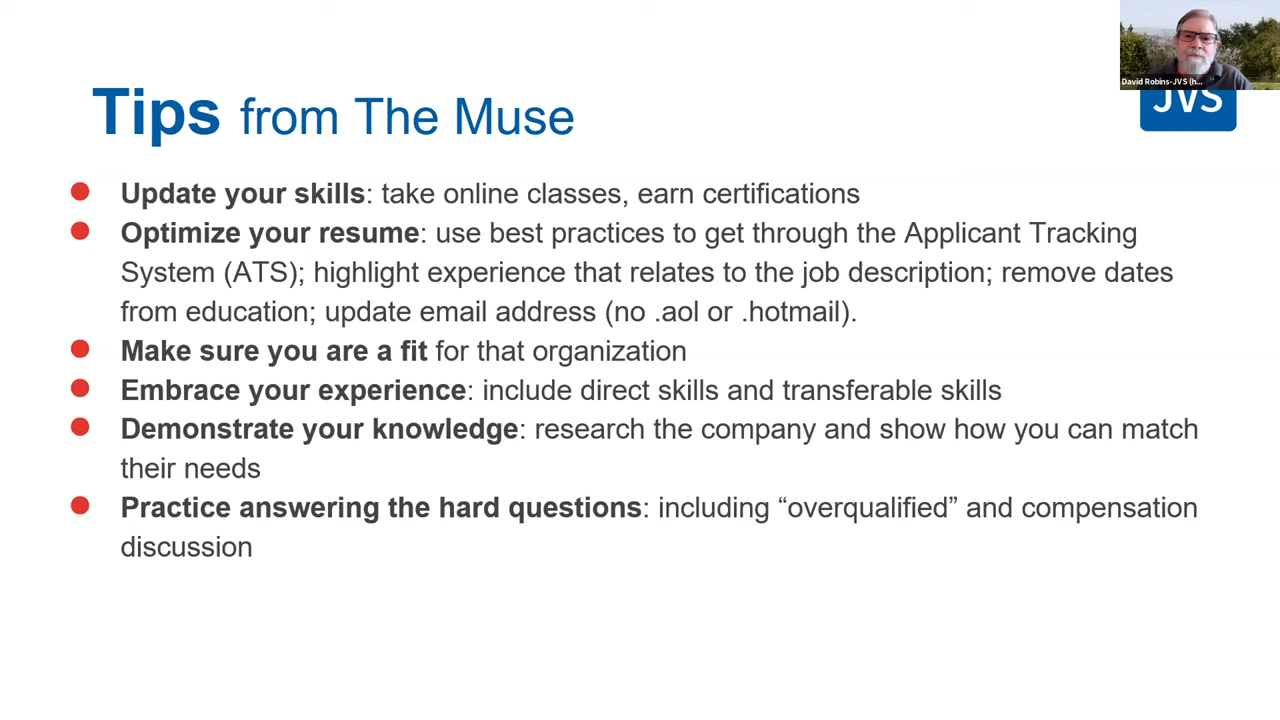 David Robins-JVS (h...
JVS
Tips from The Muse
Update your skills: take online classes, earn certifications
Optimize your resume: use best practices to get through the Applicant Tracking
System (ATS); highlight experience that relates to the job description; remove dates
from education; update email address (no .aol or .hotmail).
Make sure you are a fit for that organization
Embrace your experience: include direct skills and transferable skills
Demonstrate your knowledge: research the company and show how you can match
their needs
Practice answering the hard questions: including “overqualified” and compensation
discussion